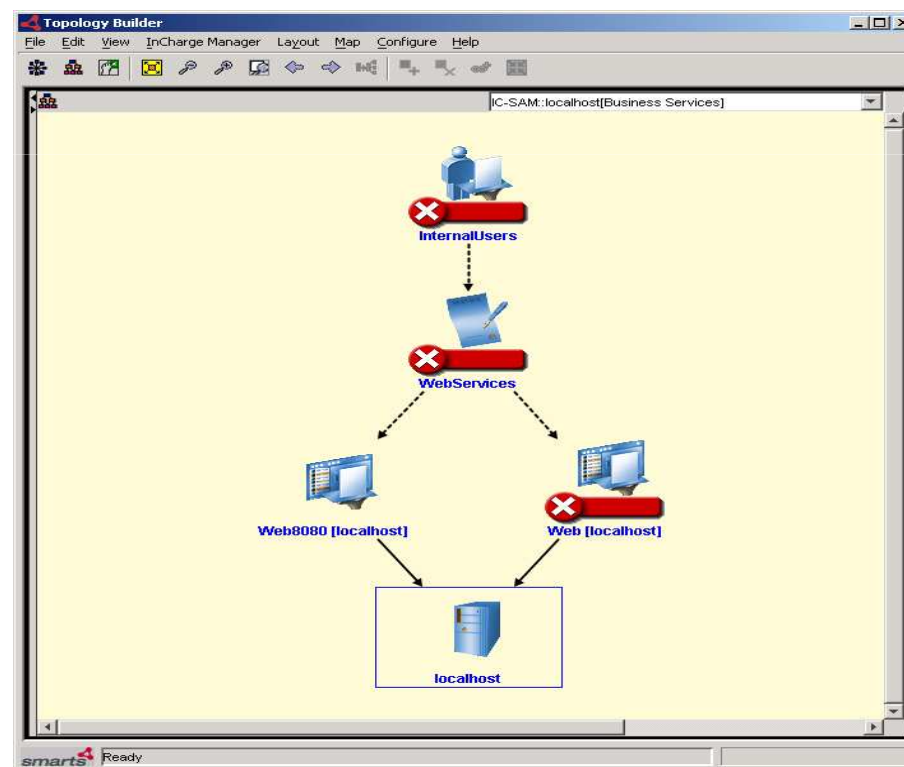 Topology Builder
File Edit View InCharge Manager Layout Map Configure Help
IC-SAM::localhost[Business Services]
InternalUsers
WebServices
Web8080 [localhost]
Web [localhost]
localhost
smarts Ready